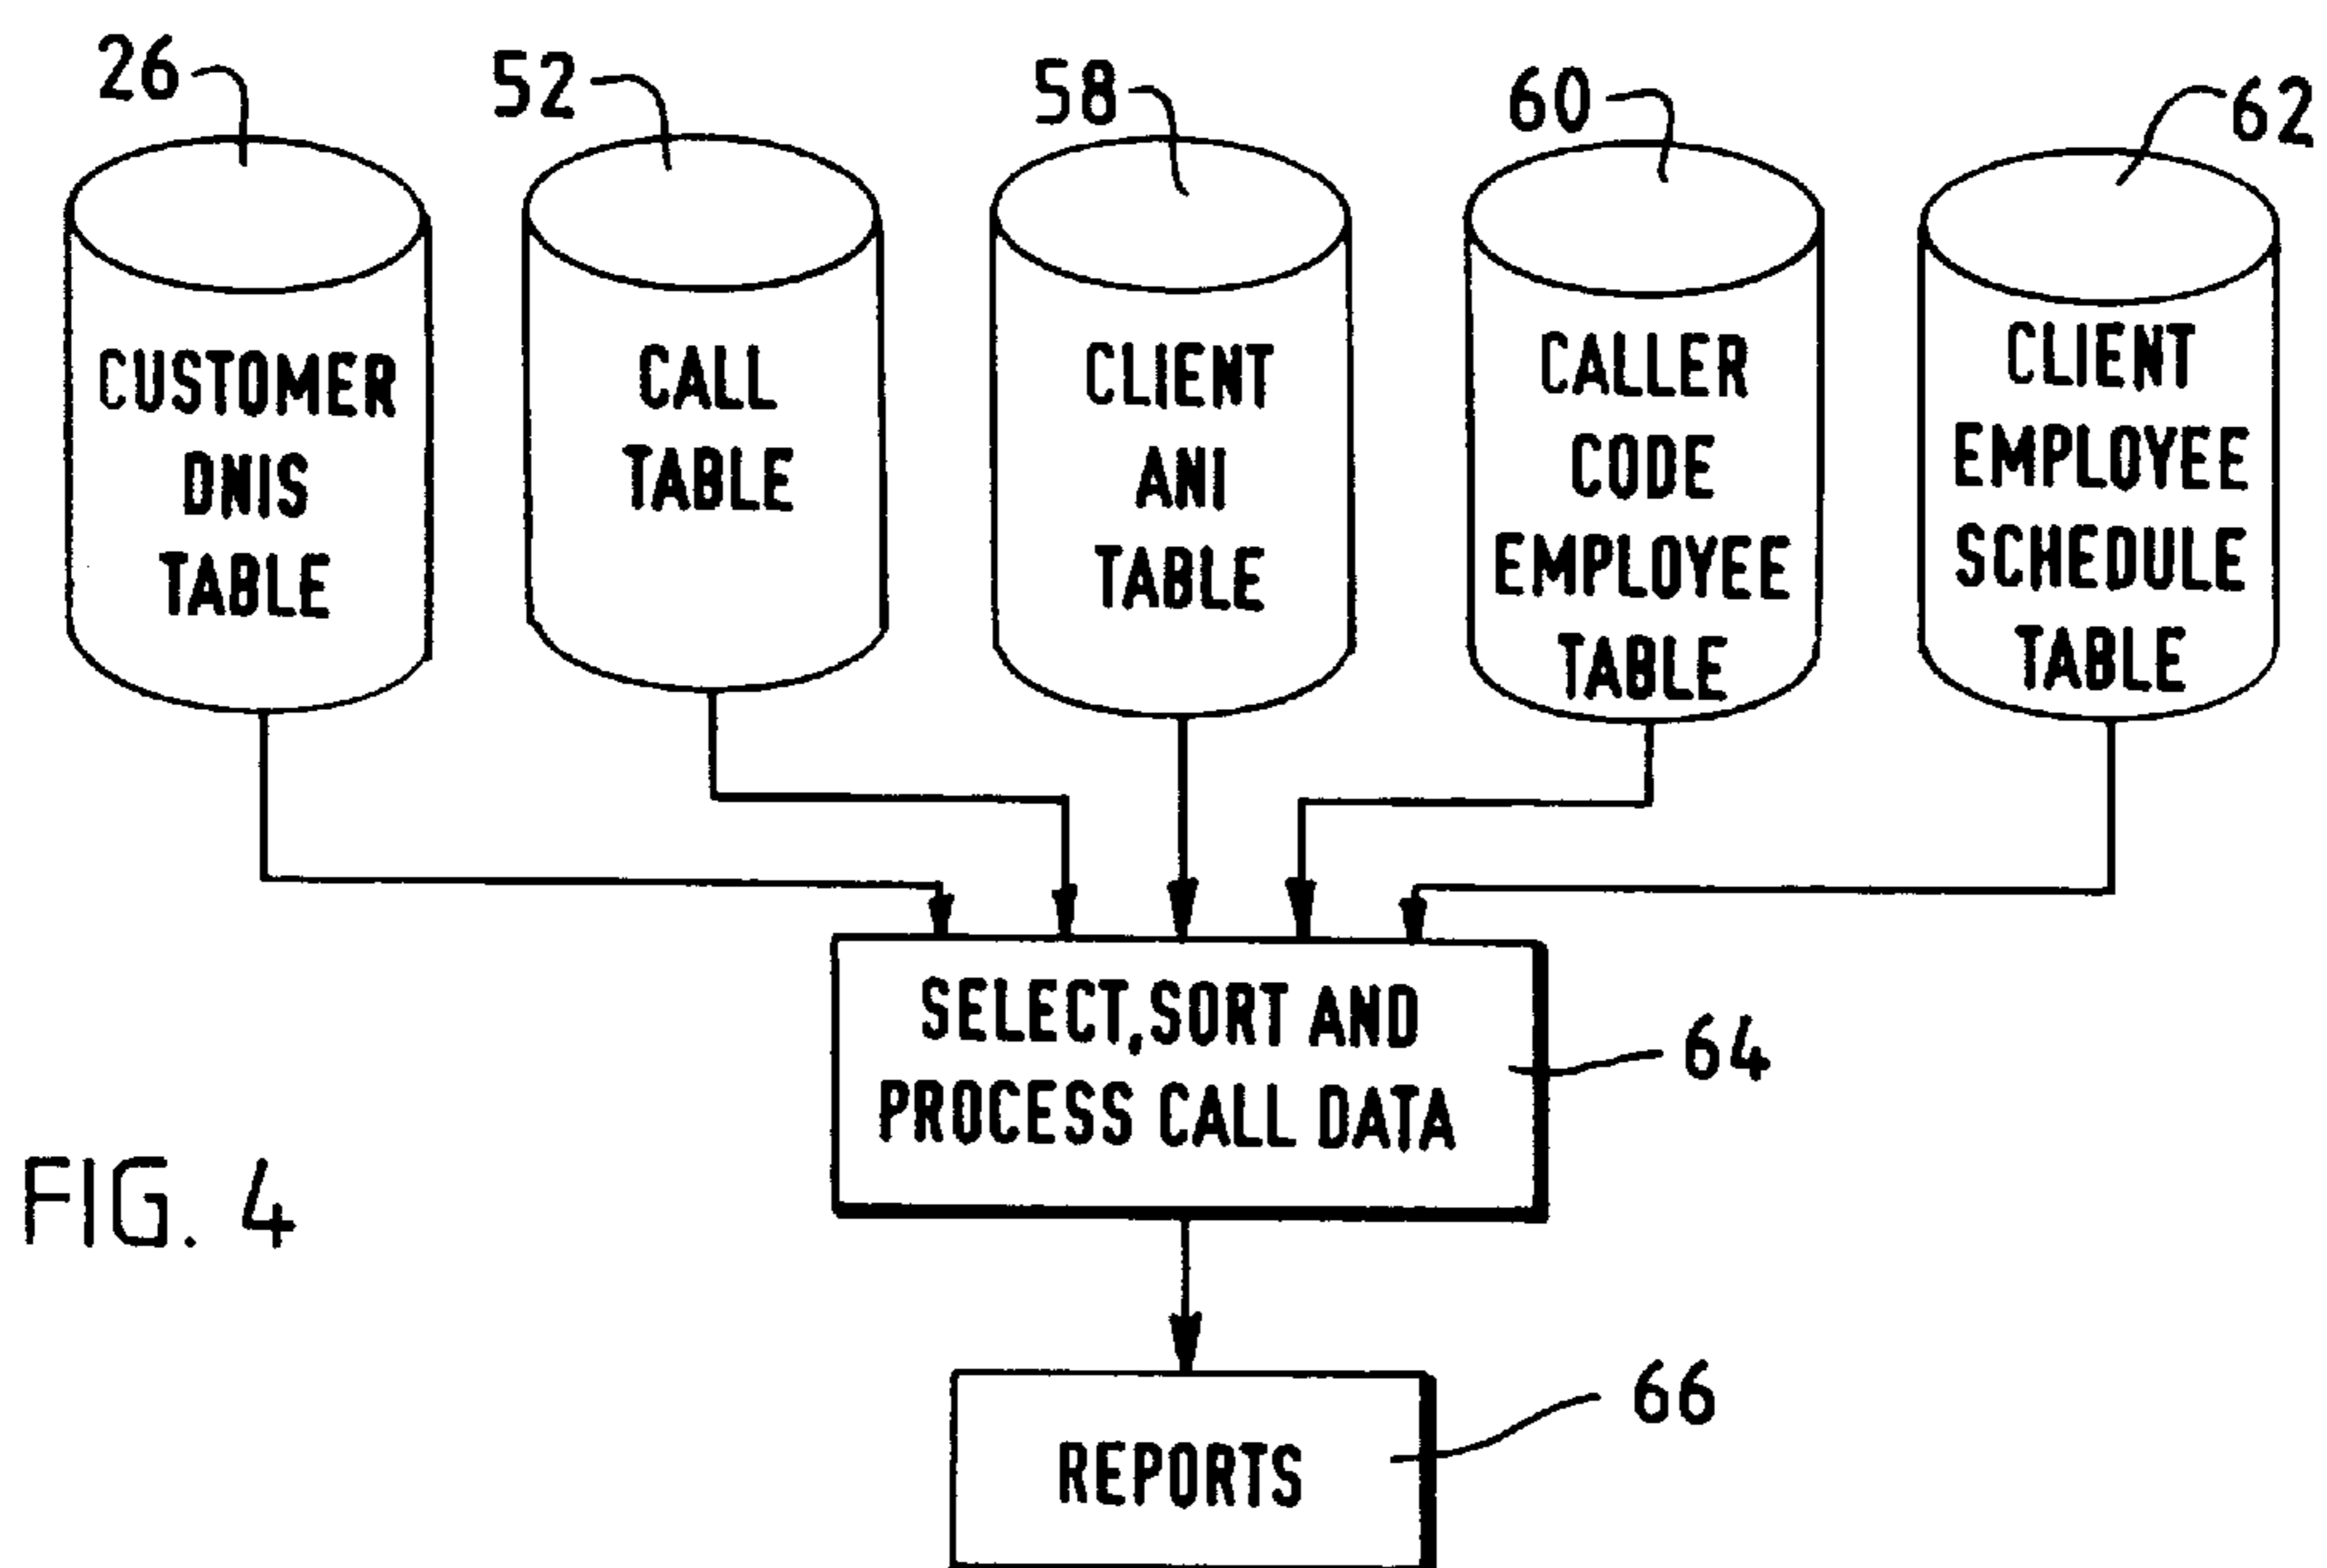 26
52
58
60
62
CUSTOMER
DNIS
TABLE
CALL
TABLE
CLIENT
ANI
TABLE
CALLER
CODE
EMPLOYEE
TABLE
CLIENT
EMPLOYEE
SCHEDULE
TABLE
SELECT,SORT AND
PROCESS CALL DATA
64
FIG. 4
REPORTS
66